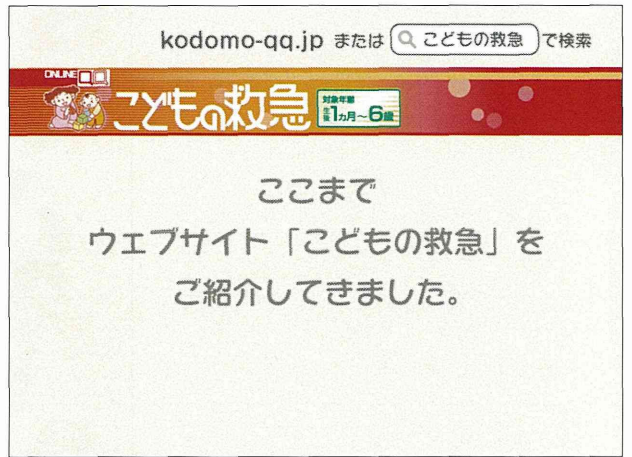 kodomo-qq.jp または こどもの救急 で検索
ONLINE QQ
こどもの救急
対象年齢
生後1ヵ月～6歳
ここまで
ウェブサイト「こどもの救急」を
ご紹介してきました。